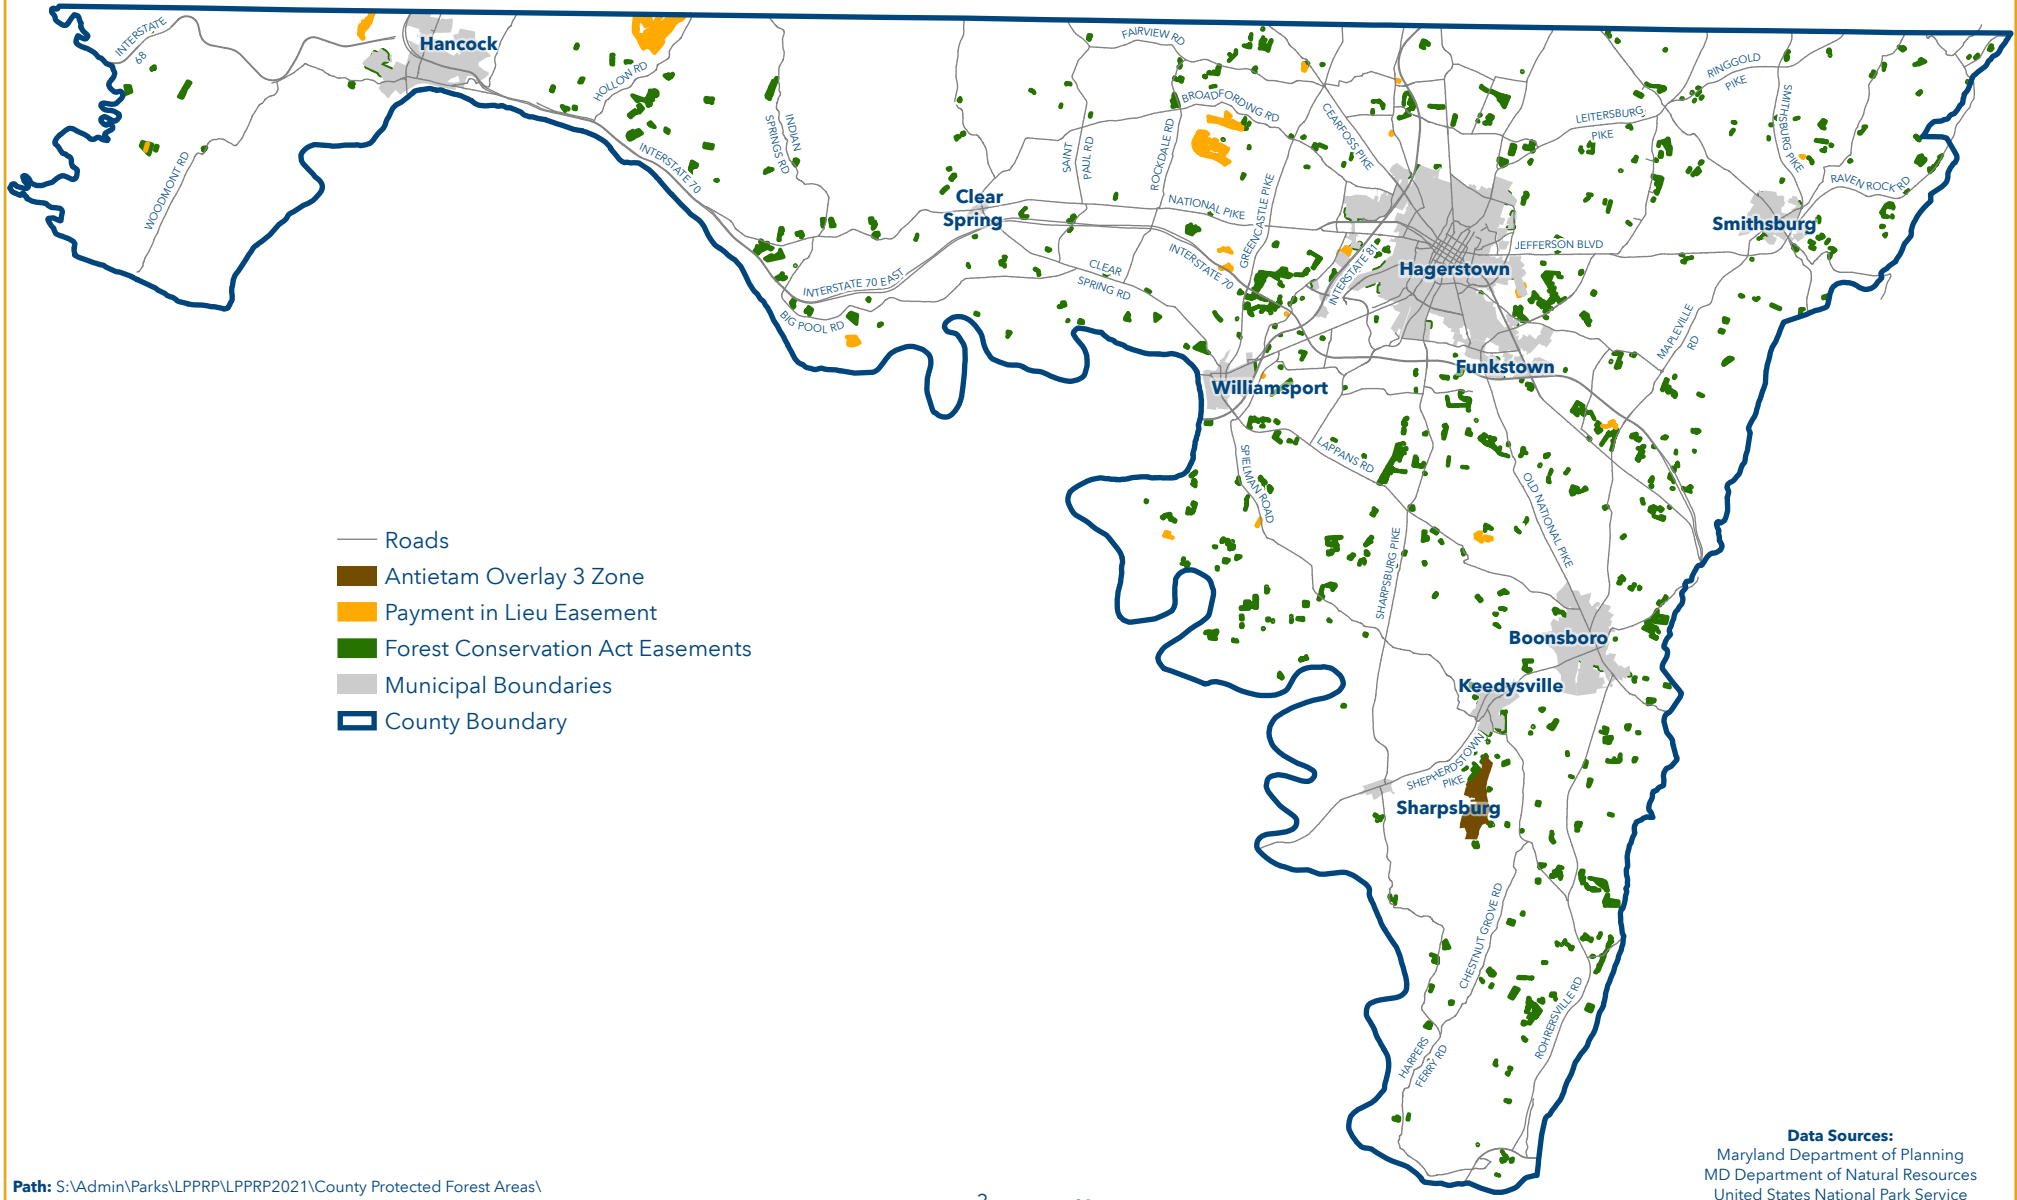 INTERSTATE
68
Hancock
WOODMONT RD
HOLLOW RD
INTERSTATE 70
INDIAN
SPRINGS RD
FAIRVIEW RD
BROADFORDING RD
SAINT
PAUL RD
ROCKDALE RD
CEARFOSS PIKE
GREENCASTLE PIKE
NATIONAL PIKE
Clear
Spring
INTERSTATE 70
INTERSTATE 70 EAST
CLEAR
SPRING RD
BIG POOL RD
INTERSTATE 81
RINGGOLD
PIKE
LEITERSBURG
PIKE
SMITHSBURG PIKE
RAVEN ROCK RD
Smithsburg
JEFFERSON BLVD
Hagerstown
MAPLEVILLE
RD
Funkstown
Williamsport
LAPPANS RD
SPIELMAN ROAD
OLD NATIONAL PIKE
SHARPSBURG PIKE
Boonsboro
Keedysville
SHEPHERDSTOWN
PIKE
Sharpsburg
CHESTNUT GROVE RD
ROHRERSVILLE RD
HARPERS
FERRY RD
Roads
Antietam Overlay 3 Zone
Payment in Lieu Easement
Forest Conservation Act Easements
Municipal Boundaries
County Boundary
Path: S:\Admin\Parks\LPPRP\LPPRP2021\County Protected Forest Areas\
Data Sources:
Maryland Department of Planning
MD Department of Natural Resources
United States National Park Service